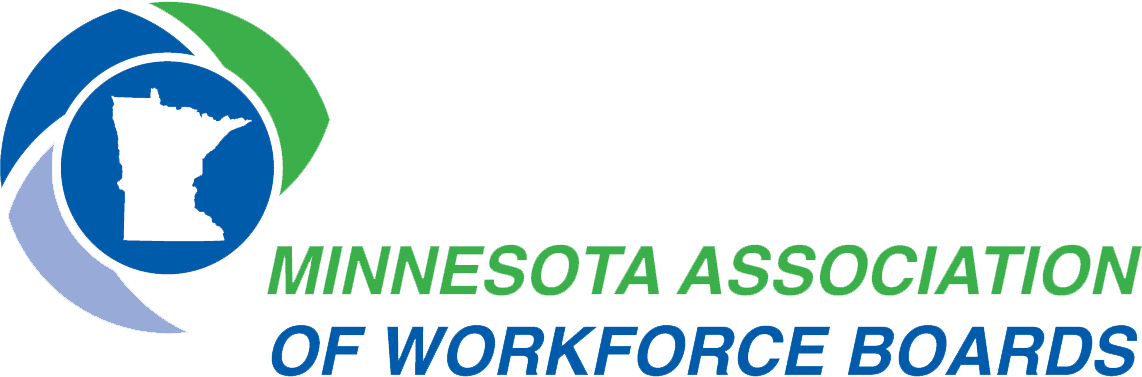 MINNESOTA ASSOCIATION
OF WORKFORCE BOARDS